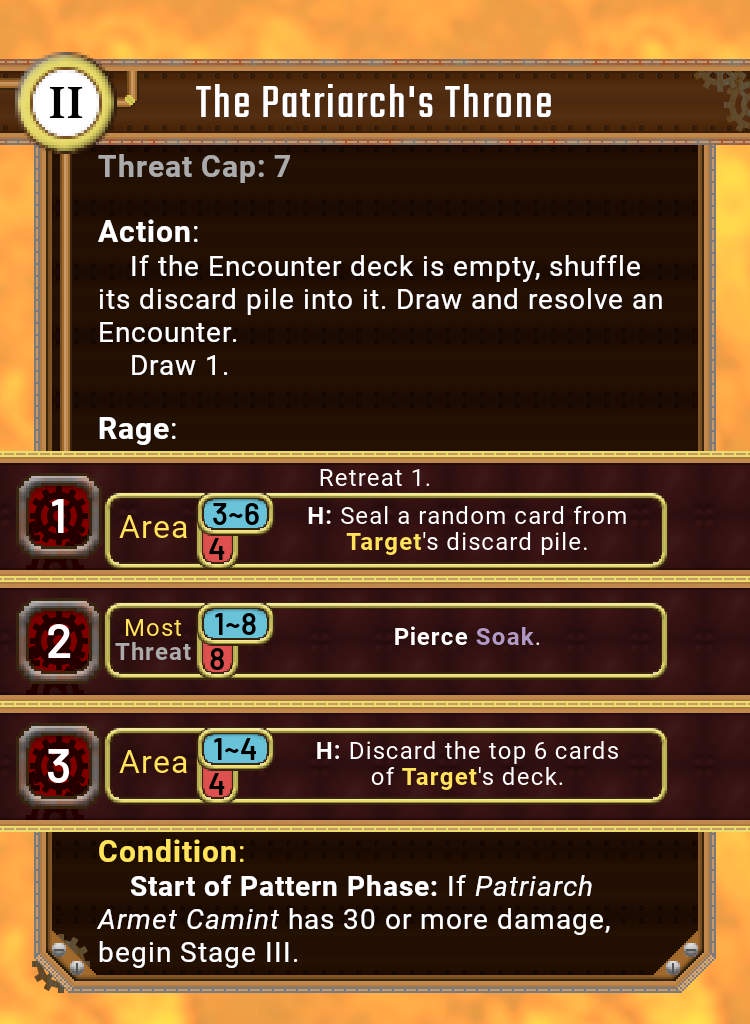 II
The Patriarch's Throne
Threat Cap: 7
Action:
If the Encounter deck is empty, shuffle
its discard pile into it. Draw and resolve an
Encounter.
Draw 1.
Rage:
Retreat 1.
1
Area
3~6
4
H: Seal a random card from
Target's discard pile.
2
Most
Threat
1~8
8
Pierce Soak.
3
Area
1~4
4
H: Discard the top 6 cards
of Target's deck.
Condition:
Start of Pattern Phase: If Patriarch
Armet Camint has 30 or more damage,
begin Stage III.